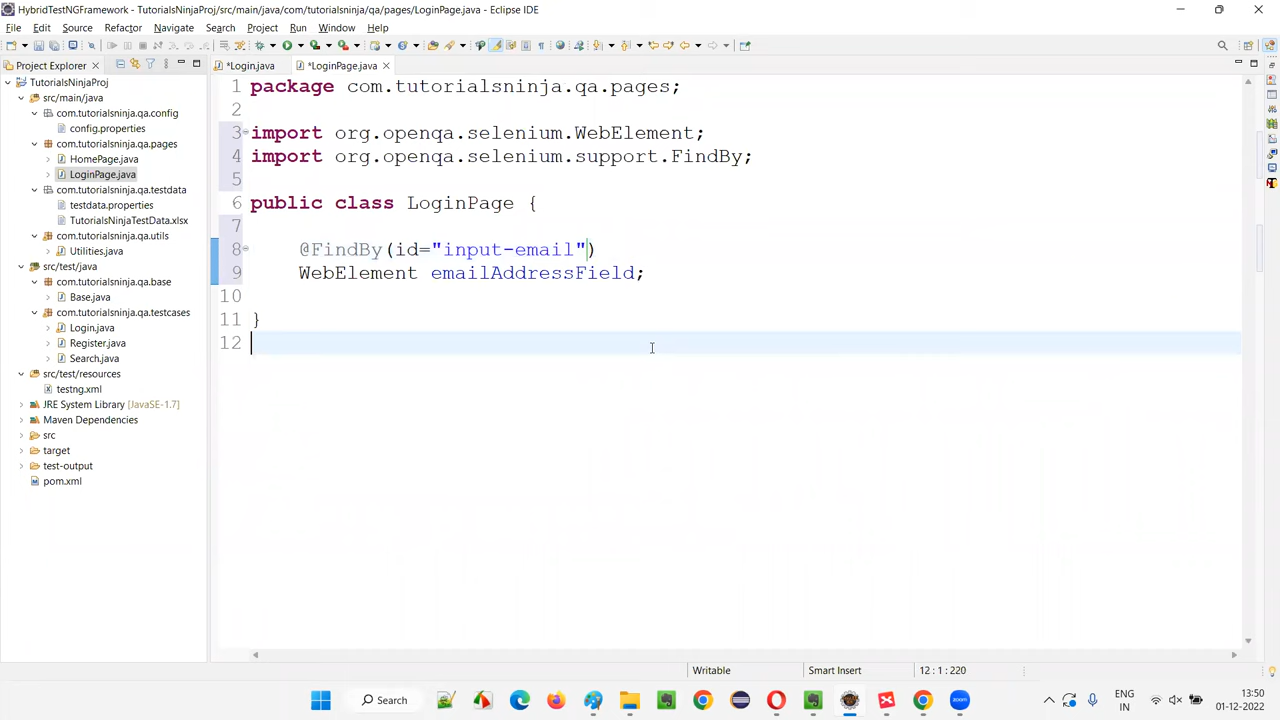 HybridTestNGFramework - TutorialsNinjaProj/src/main/java/com/tutorialsninja/qa/pages/LoginPage.java - Eclipse IDE
File Edit Source Refactor Navigate Search Project Run Window Help
Project Explorer
*Login.java
*LoginPage.java
TutorialsNinjaProj
src/main/java
com.tutorialsninja.qa.config
config.properties
com.tutorialsninja.qa.pages
HomePage.java
LoginPage.java
com.tutorialsninja.qa.testdata
testdata.properties
TutorialsNinjaTestData.xlsx
com.tutorialsninja.qa.utils
Utilities.java
src/test/java
com.tutorialsninja.qa.base
Base.java
com.tutorialsninja.qa.testcases
Login.java
Register.java
Search.java
src/test/resources
testng.xml
JRE System Library [JavaSE-1.7]
Maven Dependencies
src
target
test-output
pom.xml
1 package com.tutorialsninja.qa.pages;
2
3 import org.openqa.selenium.WebElement;
4 import org.openqa.selenium.support.FindBy;
5
6 public class LoginPage {
7
8 @FindBy(id="input-email")
9 WebElement emailAddressField;
10
11 }
12
Writable
Smart Insert
12 : 1 : 220
Search
ENG
IN
13:50
01-12-2022